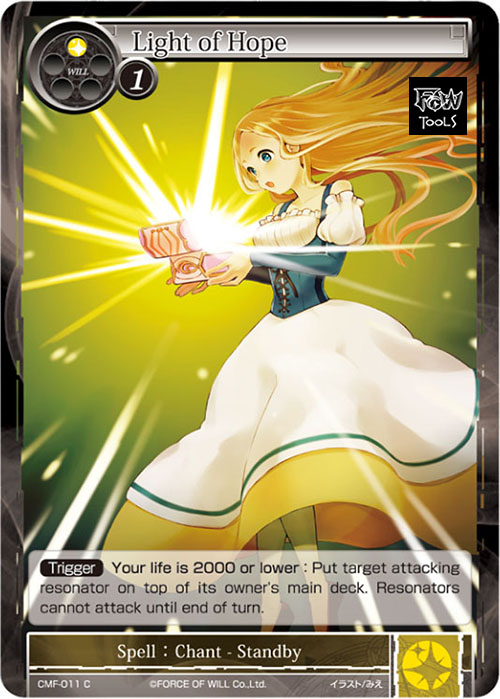 Light of Hope
WILL
1
FOW
TOOLS
Trigger Your life is 2000 or lower : Put target attacking
resonator on top of its owner's main deck. Resonators
cannot attack until end of turn.
Spell : Chant - Standby
CMF-011 C ©FORCE OF WILL Co.,Ltd. イラスト/みえ